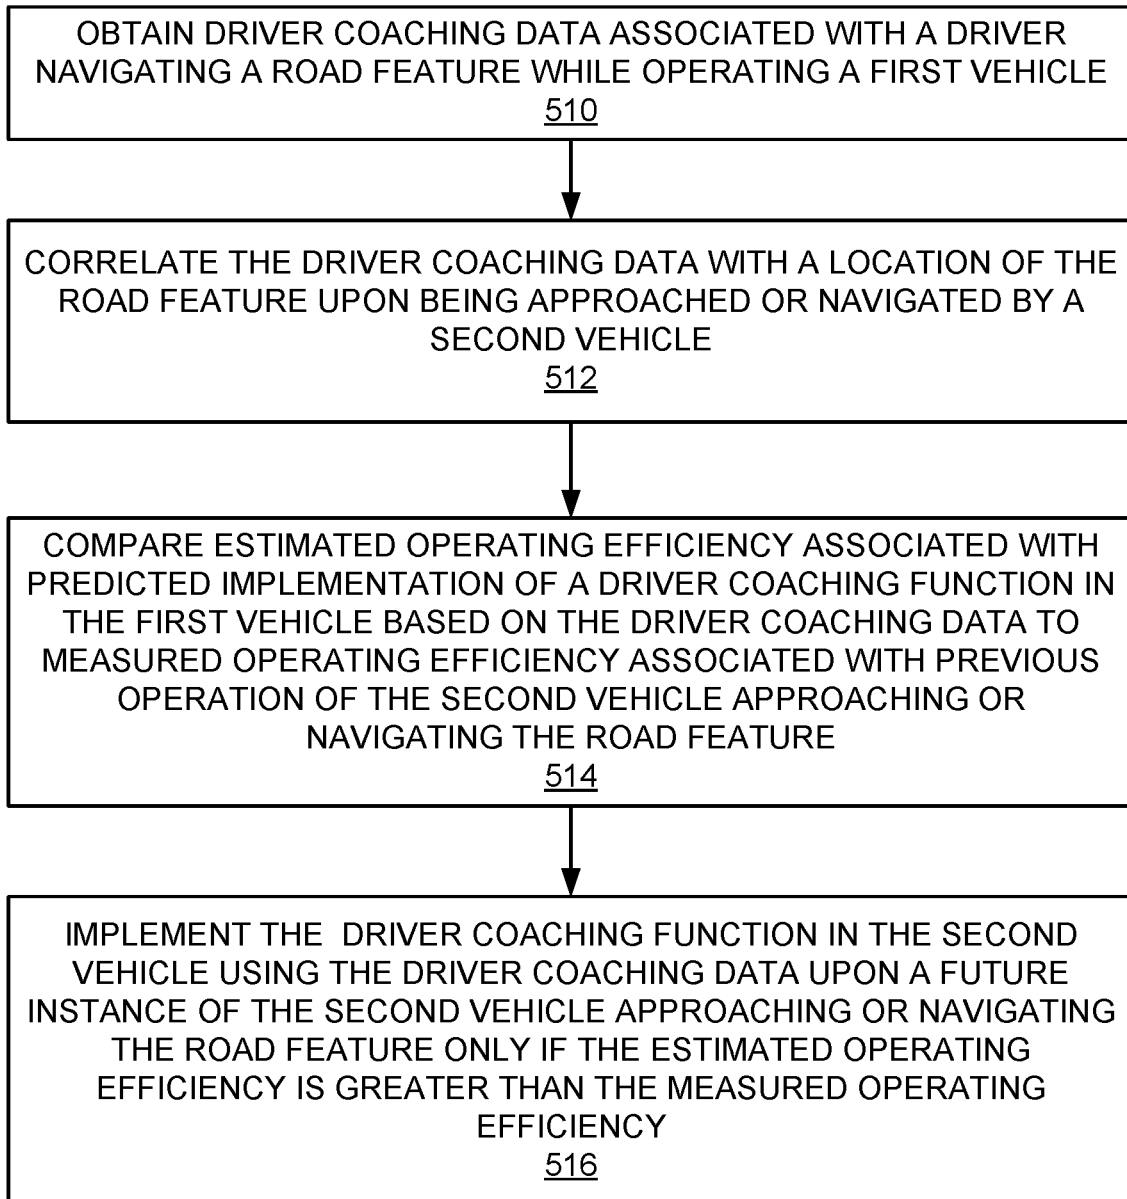 OBTAIN DRIVER COACHING DATA ASSOCIATED WITH A DRIVER
NAVIGATING A ROAD FEATURE WHILE OPERATING A FIRST VEHICLE
510
CORRELATE THE DRIVER COACHING DATA WITH A LOCATION OF THE
ROAD FEATURE UPON BEING APPROACHED OR NAVIGATED BY A
SECOND VEHICLE
512
COMPARE ESTIMATED OPERATING EFFICIENCY ASSOCIATED WITH
PREDICTED IMPLEMENTATION OF A DRIVER COACHING FUNCTION IN
THE FIRST VEHICLE BASED ON THE DRIVER COACHING DATA TO
MEASURED OPERATING EFFICIENCY ASSOCIATED WITH PREVIOUS
OPERATION OF THE SECOND VEHICLE APPROACHING OR
NAVIGATING THE ROAD FEATURE
514
IMPLEMENT THE DRIVER COACHING FUNCTION IN THE SECOND
VEHICLE USING THE DRIVER COACHING DATA UPON A FUTURE
INSTANCE OF THE SECOND VEHICLE APPROACHING OR NAVIGATING
THE ROAD FEATURE ONLY IF THE ESTIMATED OPERATING
EFFICIENCY IS GREATER THAN THE MEASURED OPERATING
EFFICIENCY
516